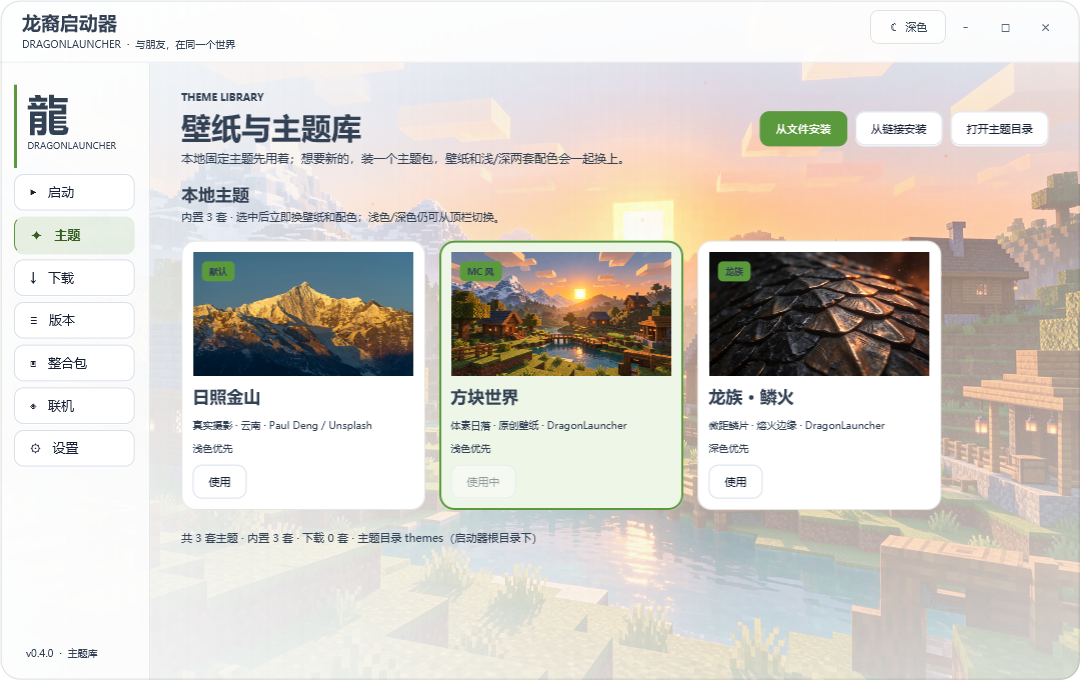 龙裔启动器
DRAGONLAUNCHER · 与朋友，在同一个世界
☾ 深色
龍
DRAGONLAUNCHER
启动
主题
下载
版本
整合包
联机
设置
v0.4.0 · 主题库
THEME LIBRARY
壁纸与主题库
本地固定主题先用着；想要新的，装一个主题包，壁纸和浅/深两套配色会一起换上。
从文件安装
从链接安装
打开主题目录
本地主题
内置 3 套 · 选中后立即换壁纸和配色；浅色/深色仍可从顶栏切换。
默认
日照金山
真实摄影 · 云南 · Paul Deng / Unsplash
浅色优先
使用
MC 风
方块世界
体素日落 · 原创壁纸 · DragonLauncher
浅色优先
使用中
龙族
龙族 · 鳞火
微距鳞片 · 熔火边缘 · DragonLauncher
深色优先
使用
共 3 套主题 · 内置 3 套 · 下载 0 套 · 主题目录 themes（启动器根目录下）